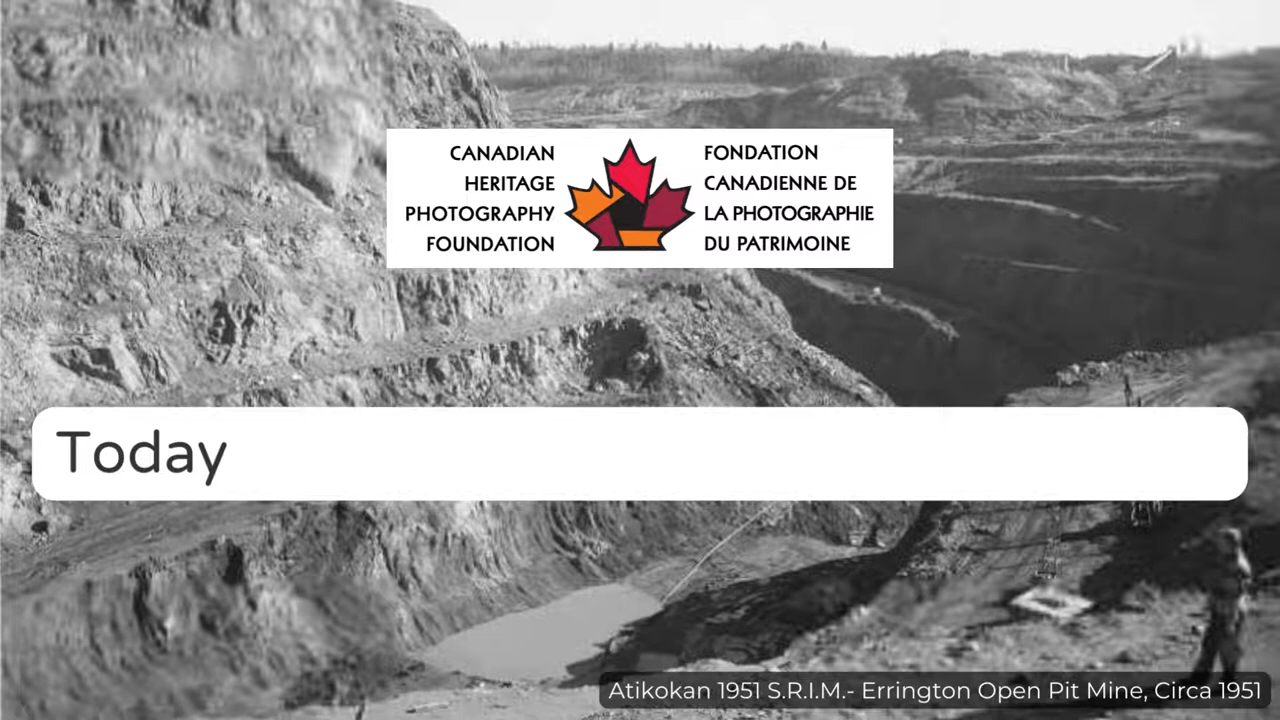 CANADIAN
HERITAGE
PHOTOGRAPHY
FOUNDATION
FONDATION
CANADIENNE DE
LA PHOTOGRAPHIE
DU PATRIMOINE
Today
Atikokan 1951 S.R.I.M.- Errington Open Pit Mine, Circa 1951